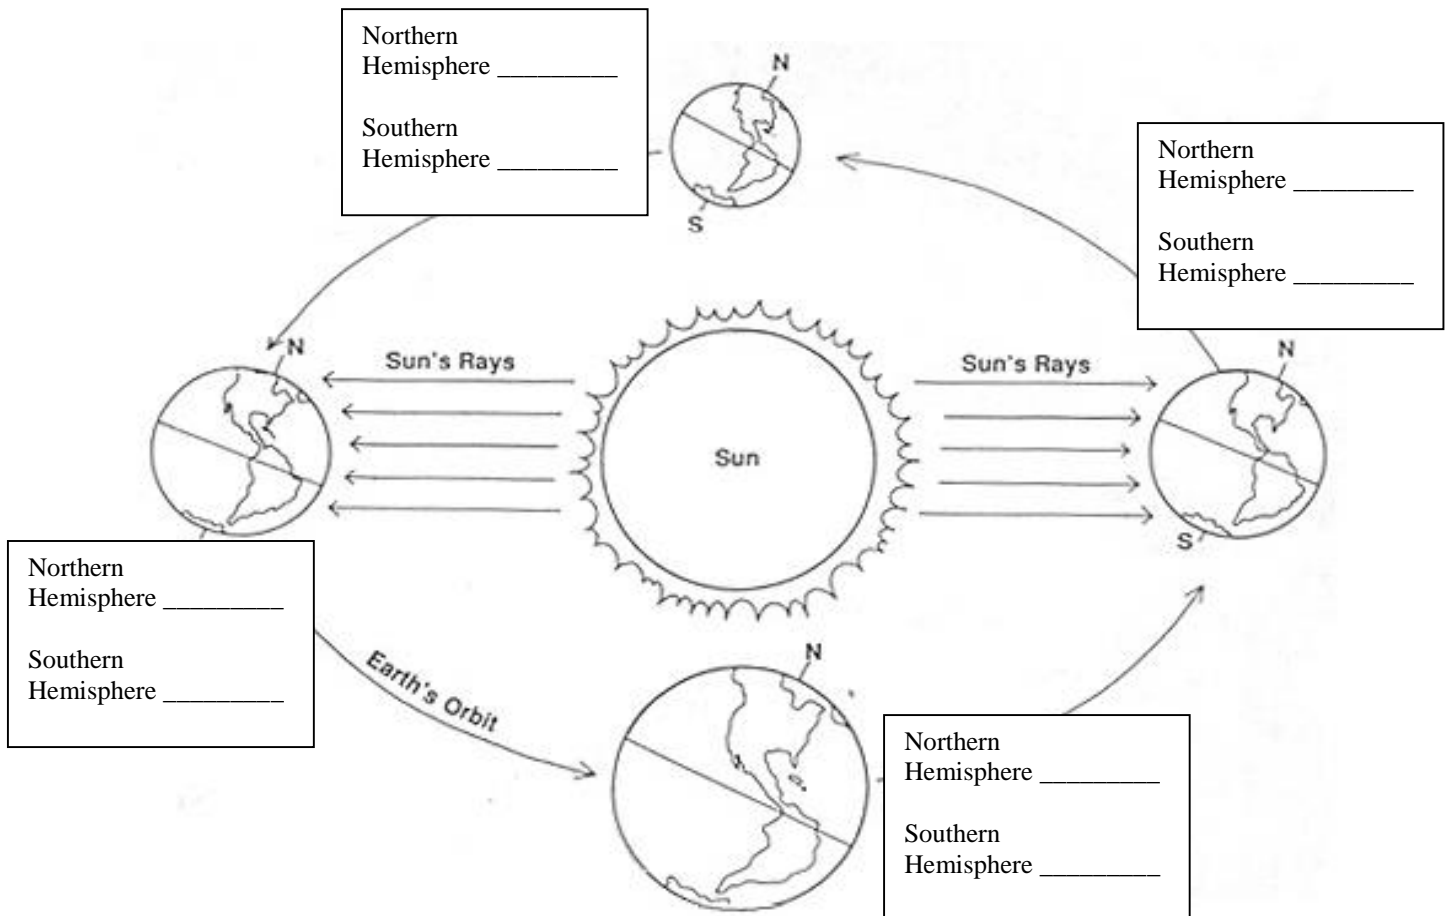 Northern
Hemisphere _________
Southern
Hemisphere _________
N
S
Northern
Hemisphere _________
Southern
Hemisphere _________
N
Sun's Rays
Sun
Sun's Rays
N
S
Northern
Hemisphere _________
Southern
Hemisphere _________
Earth's Orbit
N
Northern
Hemisphere _________
Southern
Hemisphere _________